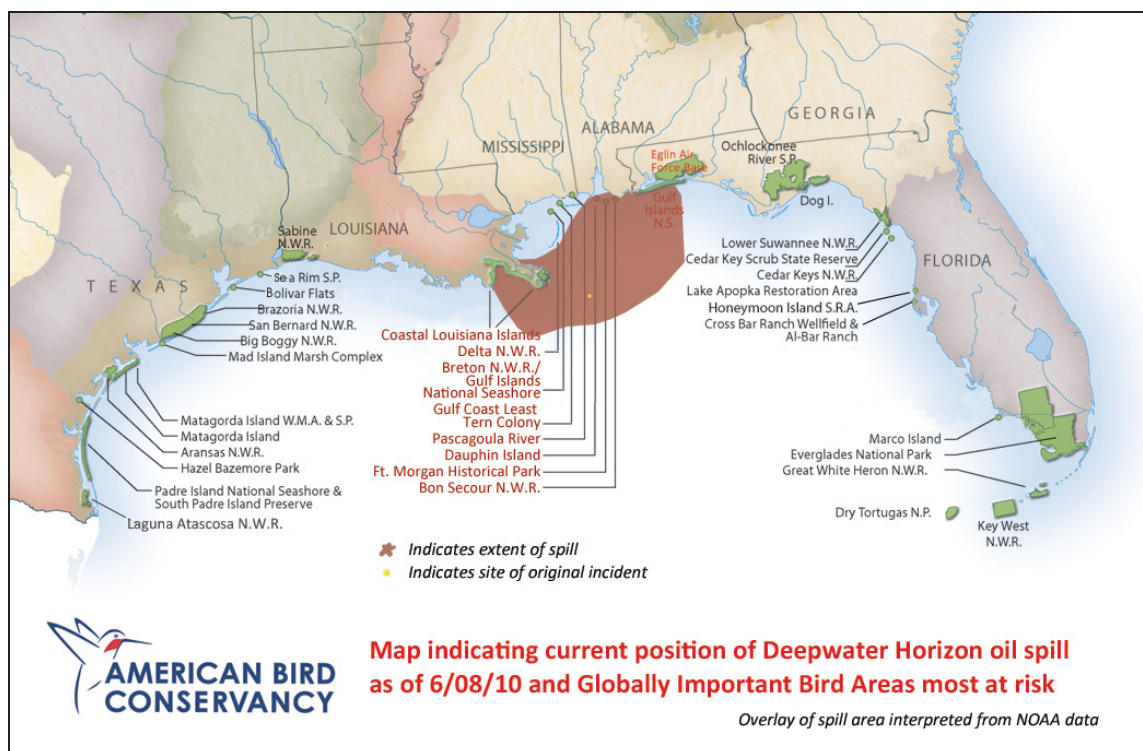 GEORGIA
ALABAMA
MISSISSIPPI
Ochlockonee
River S.P.
Eglin Air
Force Base
Dog I.
Gulf
Islands
N.S.
LOUISIANA
Sabine
N.W.R.
TEXAS
FLORIDA
Sea Rim S.P.
Bolivar Flats
Brazoria N.W.R.
San Bernard N.W.R.
Big Boggy N.W.R.
Mad Island Marsh Complex
Matagorda Island W.M.A. & S.P.
Matagorda Island
Aransas N.W.R.
Hazel Bazemore Park
Padre Island National Seashore &
South Padre Island Preserve
Laguna Atascosa N.W.R.
Coastal Louisiana Islands
Delta N.W.R.
Breton N.W.R./
Gulf Islands
National Seashore
Gulf Coast Least
Tern Colony
Pascagoula River
Dauphin Island
Ft. Morgan Historical Park
Bon Secour N.W.R.
Lower Suwannee N.W.R.
Cedar Key Scrub State Reserve
Cedar Keys N.W.R.
Lake Apopka Restoration Area
Honeymoon Island S.R.A.
Cross Bar Ranch Wellfield &
Al-Bar Ranch
Marco Island
Everglades National Park
Great White Heron N.W.R.
Dry Tortugas N.P.
Key West
N.W.R.
Indicates extent of spill
Indicates site of original incident
AMERICAN BIRD
CONSERVANCY
Map indicating current position of Deepwater Horizon oil spill
as of 6/08/10 and Globally Important Bird Areas most at risk
Overlay of spill area interpreted from NOAA data